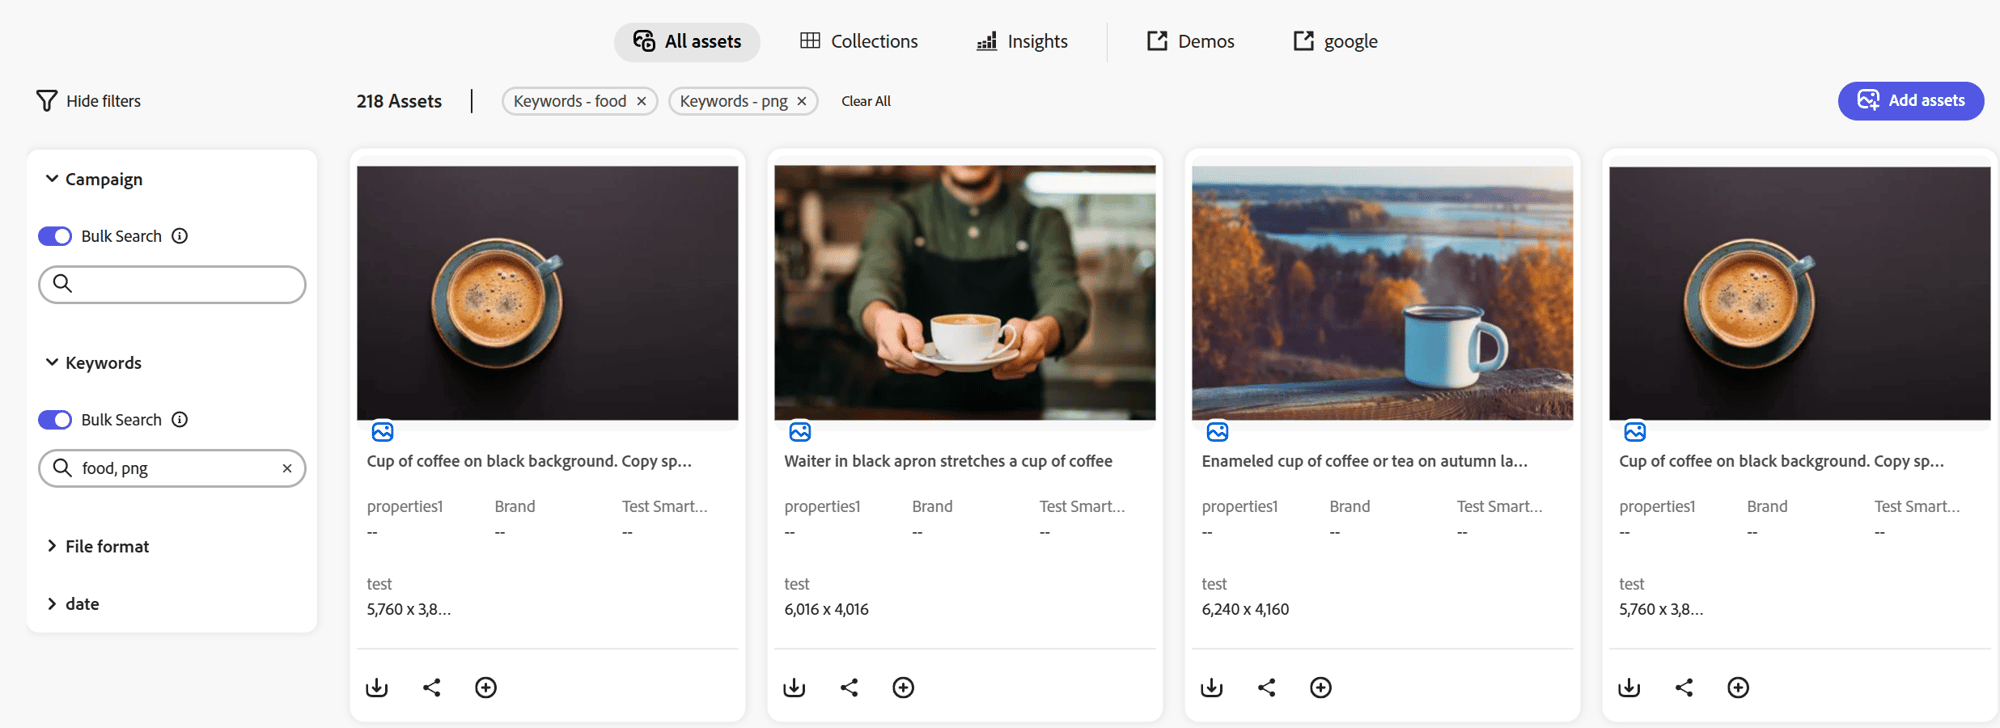 All assets
Collections
Insights
Demos
google
Hide filters
218 Assets
Keywords - food
Keywords - png
Clear All
Add assets
Campaign
Bulk Search
Keywords
Bulk Search
food, png
File format
date
Cup of coffee on black background. Copy sp...
properties1 Brand Test Smart...
-- -- --
test
5,760 x 3,8...
Waiter in black apron stretches a cup of coffee
properties1 Brand Test Smart...
-- -- --
test
6,016 x 4,016
Enameled cup of coffee or tea on autumn la...
properties1 Brand Test Smart...
-- -- --
test
6,240 x 4,160
Cup of coffee on black background. Copy sp...
properties1 Brand Test Smart...
-- -- --
test
5,760 x 3,8...